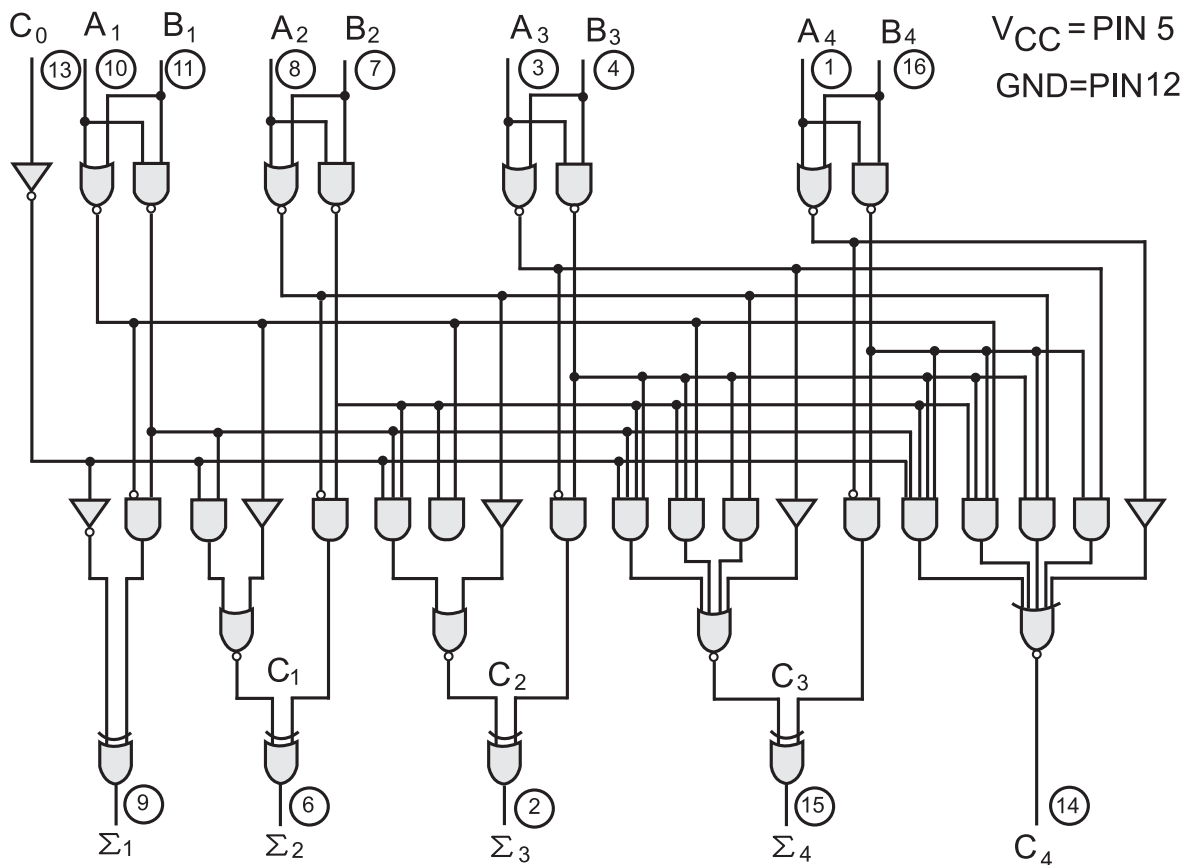 C0 A1 B1 A2 B2 A3 B3 A4 B4 VCC = PIN 5
13 10 11 8 7 3 4 1 16 GND=PIN12
C1 C2 C3
9 6 2 15 14
Σ1 Σ2 Σ3 Σ4 C4